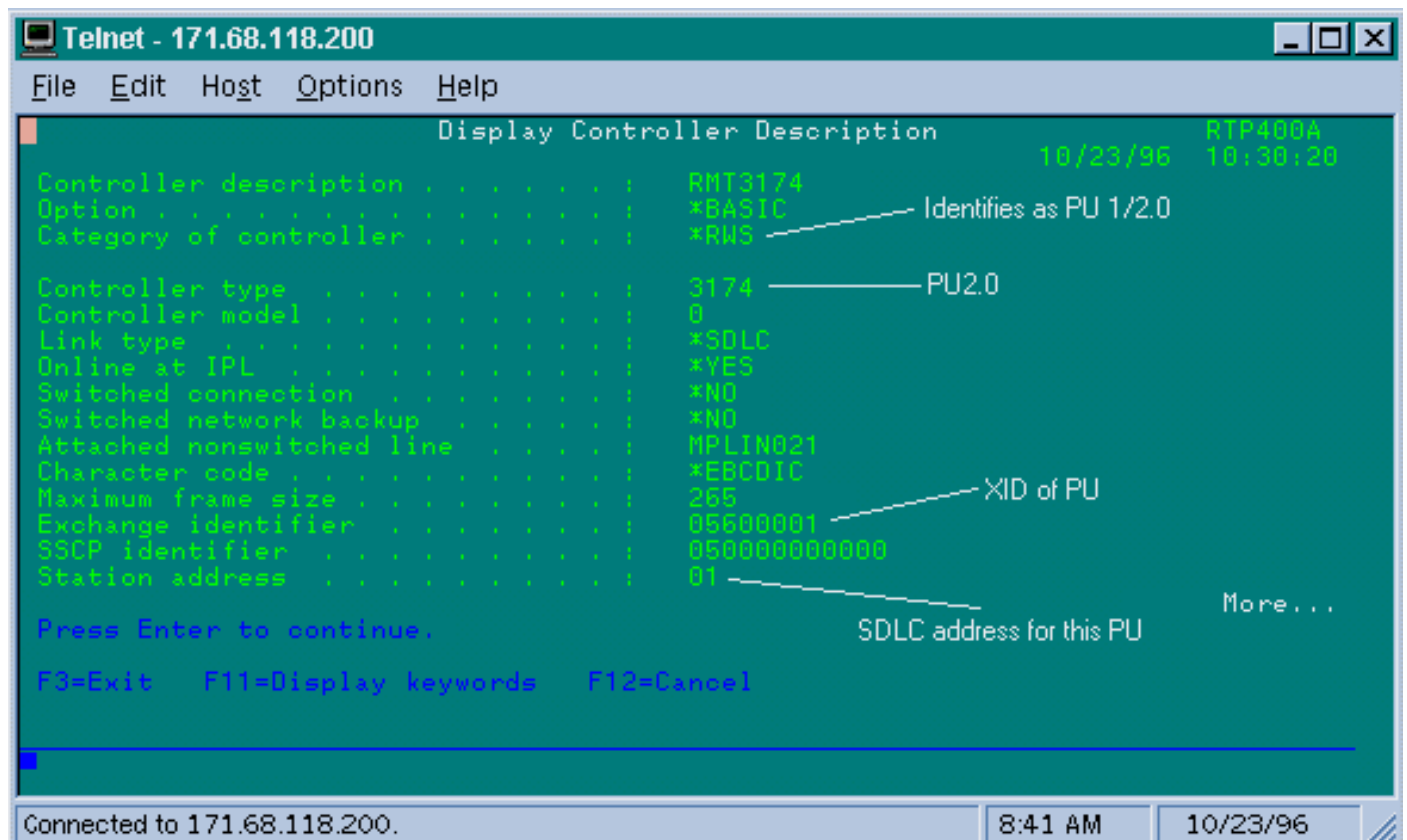 Telnet - 171.68.118.200
File Edit Host Options Help
Display Controller Description RTP400A
10/23/96 10:30:20
Controller description . . . . . . : RMT3174
Option . . . . . . . . . . . . . . : *BASIC
Identifies as PU 1/2.0
Category of controller . . . . . . : *RWS
Controller type . . . . . . . . . : 3174 PU2.0
Controller model . . . . . . . . . : 0
Link type . . . . . . . . . . . . : *SDLC
Online at IPL . . . . . . . . . . : *YES
Switched connection . . . . . . . : *NO
Switched network backup . . . . . : *NO
Attached nonswitched line . . . . : MPLIN021
Character code . . . . . . . . . . : *EBCDIC
Maximum frame size . . . . . . . . : 265 XID of PU
Exchange identifier . . . . . . . : 05600001
SSCP identifier . . . . . . . . . : 050000000000
Station address . . . . . . . . . : 01
More...
Press Enter to continue. SDLC address for this PU
F3=Exit F11=Display keywords F12=Cancel
Connected to 171.68.118.200. 8:41 AM 10/23/96